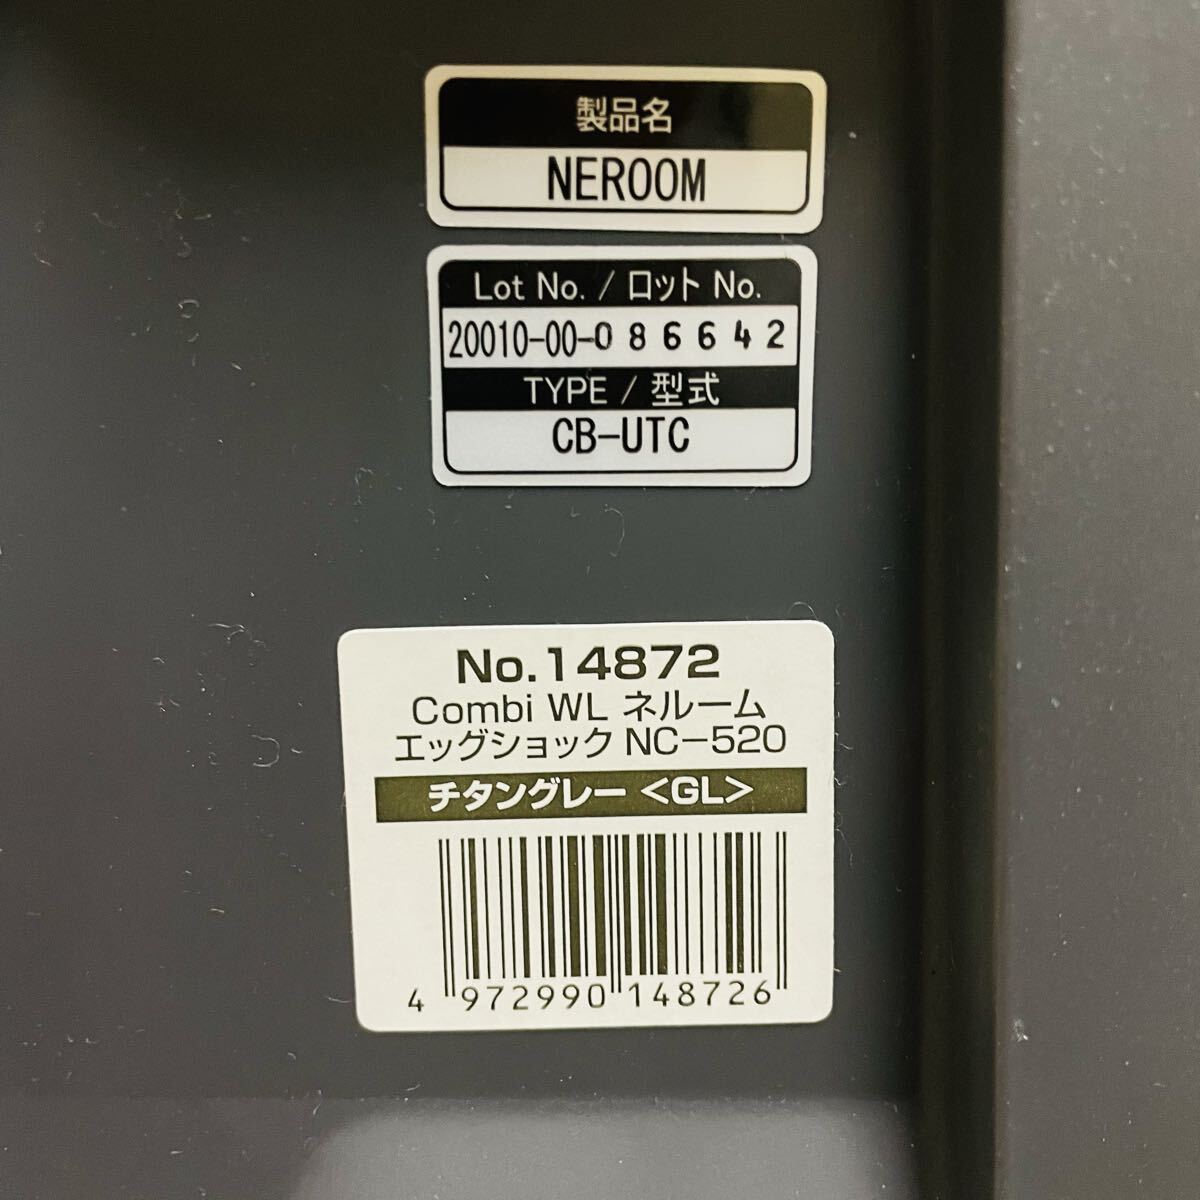 製品名
NEROOM
Lot No. / ロット No.
20010-00-086642
TYPE / 型式
CB-UTC
No.14872
Combi WL ネルーム
エッグショック NC-520
チタングレー <GL>
4 972990 148726